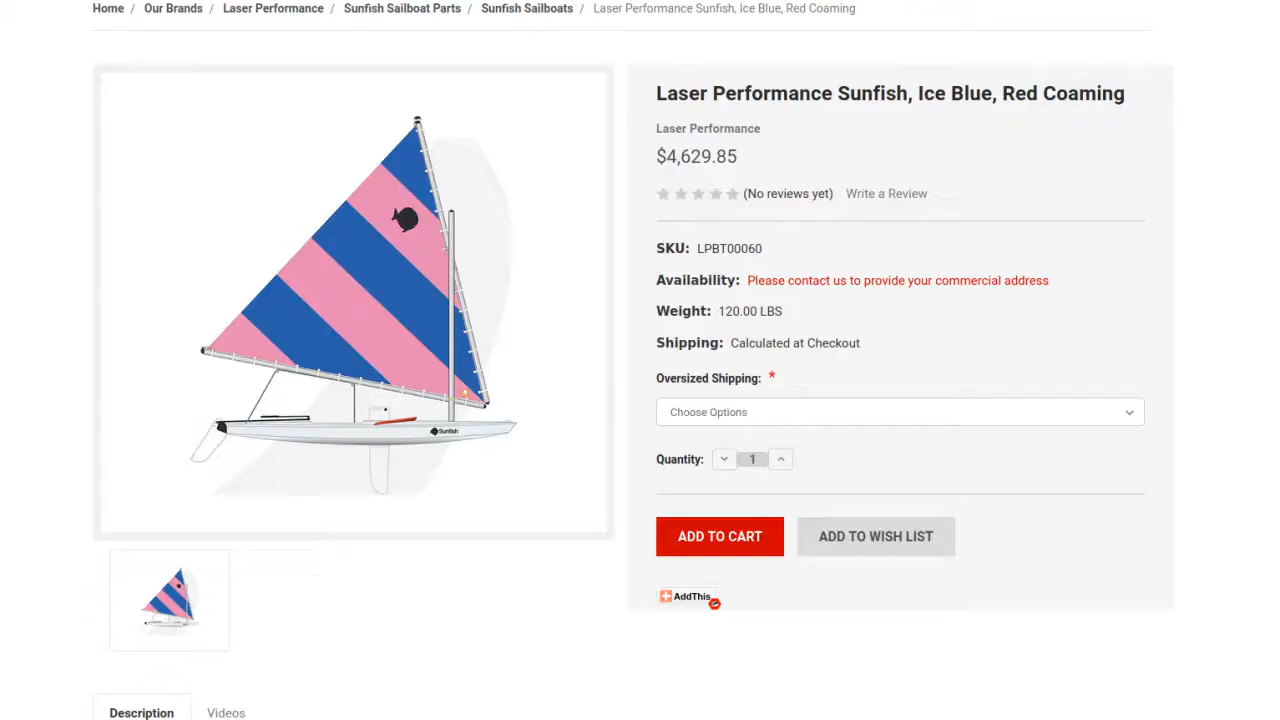 Home / Our Brands / Laser Performance / Sunfish Sailboat Parts / Sunfish Sailboats / Laser Performance Sunfish, Ice Blue, Red Coaming
Sunfish
Laser Performance Sunfish, Ice Blue, Red Coaming
Laser Performance
$4,629.85
(No reviews yet) Write a Review
SKU: LPBT00060
Availability: Please contact us to provide your commercial address
Weight: 120.00 LBS
Shipping: Calculated at Checkout
Oversized Shipping: *
Choose Options
Quantity: 1
ADD TO CART ADD TO WISH LIST
AddThis
Description Videos